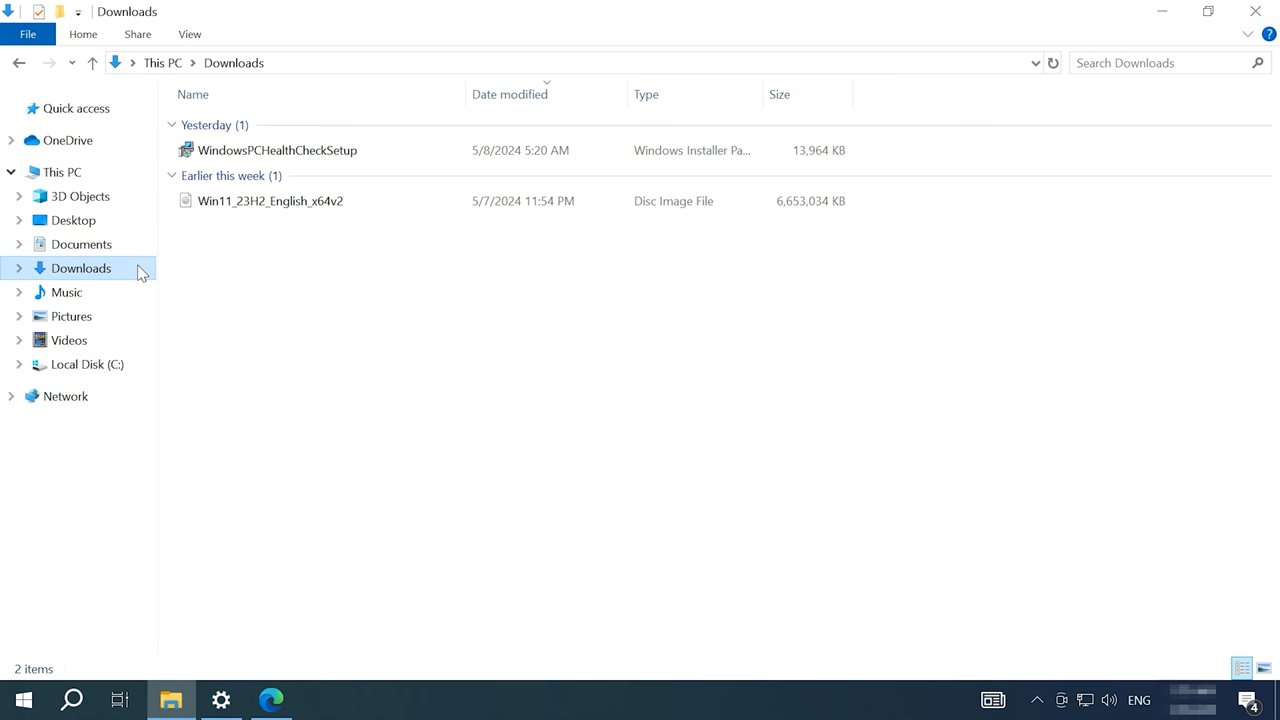 Downloads
File Home Share View
This PC Downloads
Search Downloads
Name Date modified Type Size
Quick access
Yesterday (1)
OneDrive
WindowsPCHealthCheckSetup 5/8/2024 5:20 AM Windows Installer Pa... 13,964 KB
This PC
Earlier this week (1)
3D Objects
Win11_23H2_English_x64v2 5/7/2024 11:54 PM Disc Image File 6,653,034 KB
Desktop
Documents
Downloads
Music
Pictures
Videos
Local Disk (C:)
Network
2 items
ENG
4